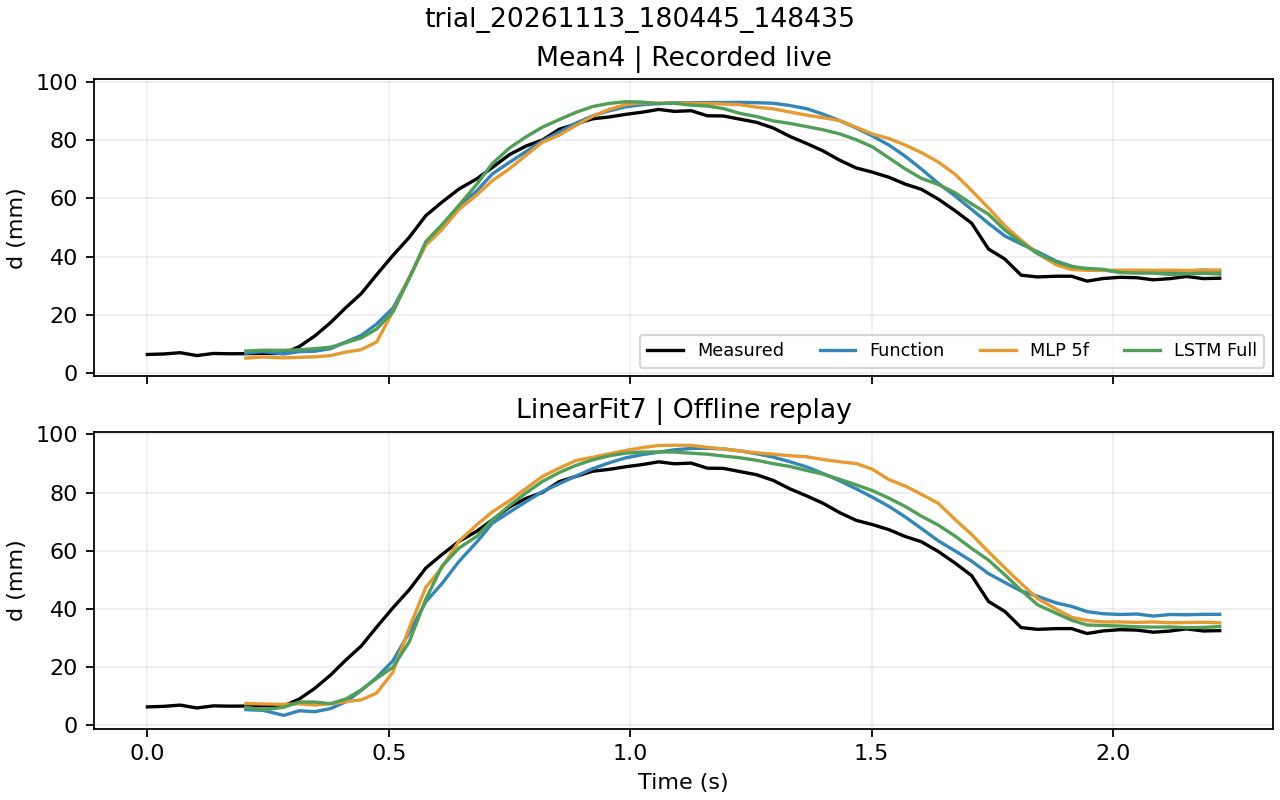 trial_20261113_180445_148435
Mean4 | Recorded live
100
80
60
40
20
0
d (mm)
Measured Function MLP 5f LSTM Full
LinearFit7 | Offline replay
100
80
60
40
20
0
d (mm)
0.0 0.5 1.0 1.5 2.0
Time (s)